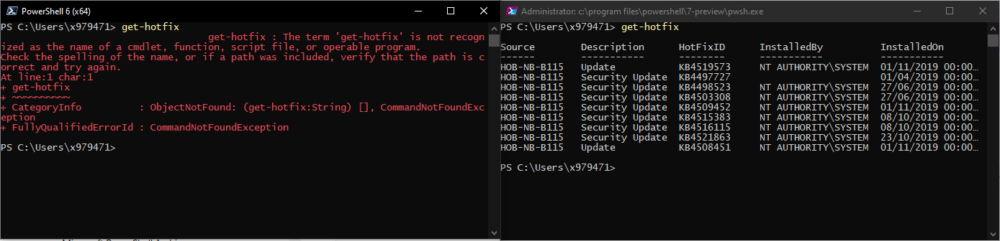 PowerShell 6 (x64)
PS C:\Users\x979471> get-hotfix
get-hotfix : The term 'get-hotfix' is not recogn
ized as the name of a cmdlet, function, script file, or operable program.
Check the spelling of the name, or if a path was included, verify that the path is c
orrect and try again.
At line:1 char:1
+ get-hotfix
+ ~~~~~~~~~~
+ CategoryInfo          : ObjectNotFound: (get-hotfix:String) [], CommandNotFoundExc
eption
+ FullyQualifiedErrorId : CommandNotFoundException
PS C:\Users\x979471>
Administrator: c:\program files\powershell\7-preview\pwsh.exe
PS C:\Users\x979471> get-hotfix
Source        Description      HotFixID      InstalledBy          InstalledOn
------        -----------      --------      -----------          -----------
HOB-NB-B115   Update           KB4519573     NT AUTHORITY\SYSTEM  01/11/2019 00:00…
HOB-NB-B115   Security Update  KB4497727                          01/04/2019 00:00…
HOB-NB-B115   Security Update  KB4498523     NT AUTHORITY\SYSTEM  27/06/2019 00:00…
HOB-NB-B115   Security Update  KB4503308     NT AUTHORITY\SYSTEM  27/06/2019 00:00…
HOB-NB-B115   Security Update  KB4509452     NT AUTHORITY\SYSTEM  01/11/2019 00:00…
HOB-NB-B115   Security Update  KB4515383     NT AUTHORITY\SYSTEM  08/10/2019 00:00…
HOB-NB-B115   Security Update  KB4516115     NT AUTHORITY\SYSTEM  08/10/2019 00:00…
HOB-NB-B115   Security Update  KB4521863     NT AUTHORITY\SYSTEM  23/10/2019 00:00…
HOB-NB-B115   Update           KB4508451     NT AUTHORITY\SYSTEM  01/11/2019 00:00…
PS C:\Users\x979471>